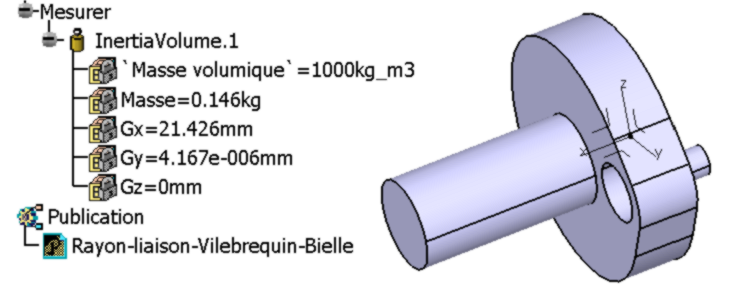 Mesurer
InertiaVolume.1
`Masse volumique`=1000kg_m3
Masse=0.146kg
Gx=21.426mm
Gy=4.167e-006mm
Gz=0mm
Publication
Rayon-liaison-Vilebrequin-Bielle
z
y